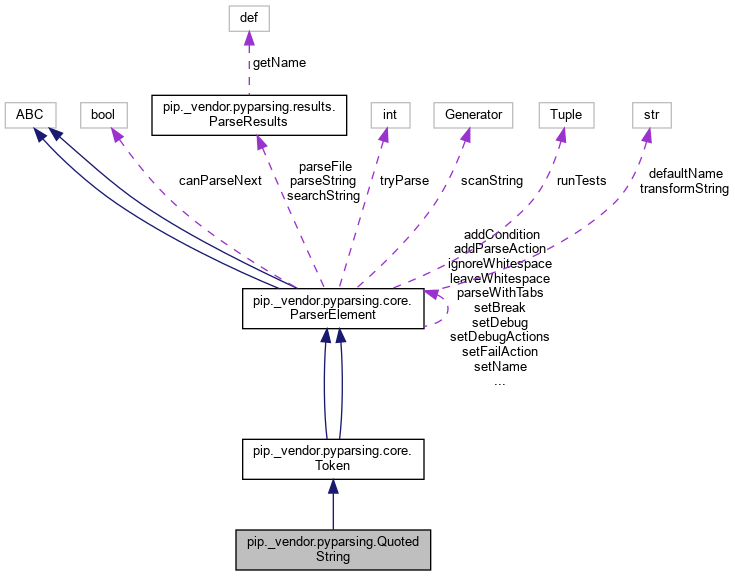 def
getName
pip._vendor.pyparsing.results.
ParseResults
ABC
bool
int
Generator
Tuple
str
canParseNext
parseFile
parseString
searchString
tryParse
scanString
runTests
defaultName
transformString
addCondition
addParseAction
ignoreWhitespace
leaveWhitespace
parseWithTabs
setBreak
setDebug
setDebugActions
setFailAction
setName
...
pip._vendor.pyparsing.core.
ParserElement
pip._vendor.pyparsing.core.
Token
pip._vendor.pyparsing.Quoted
String